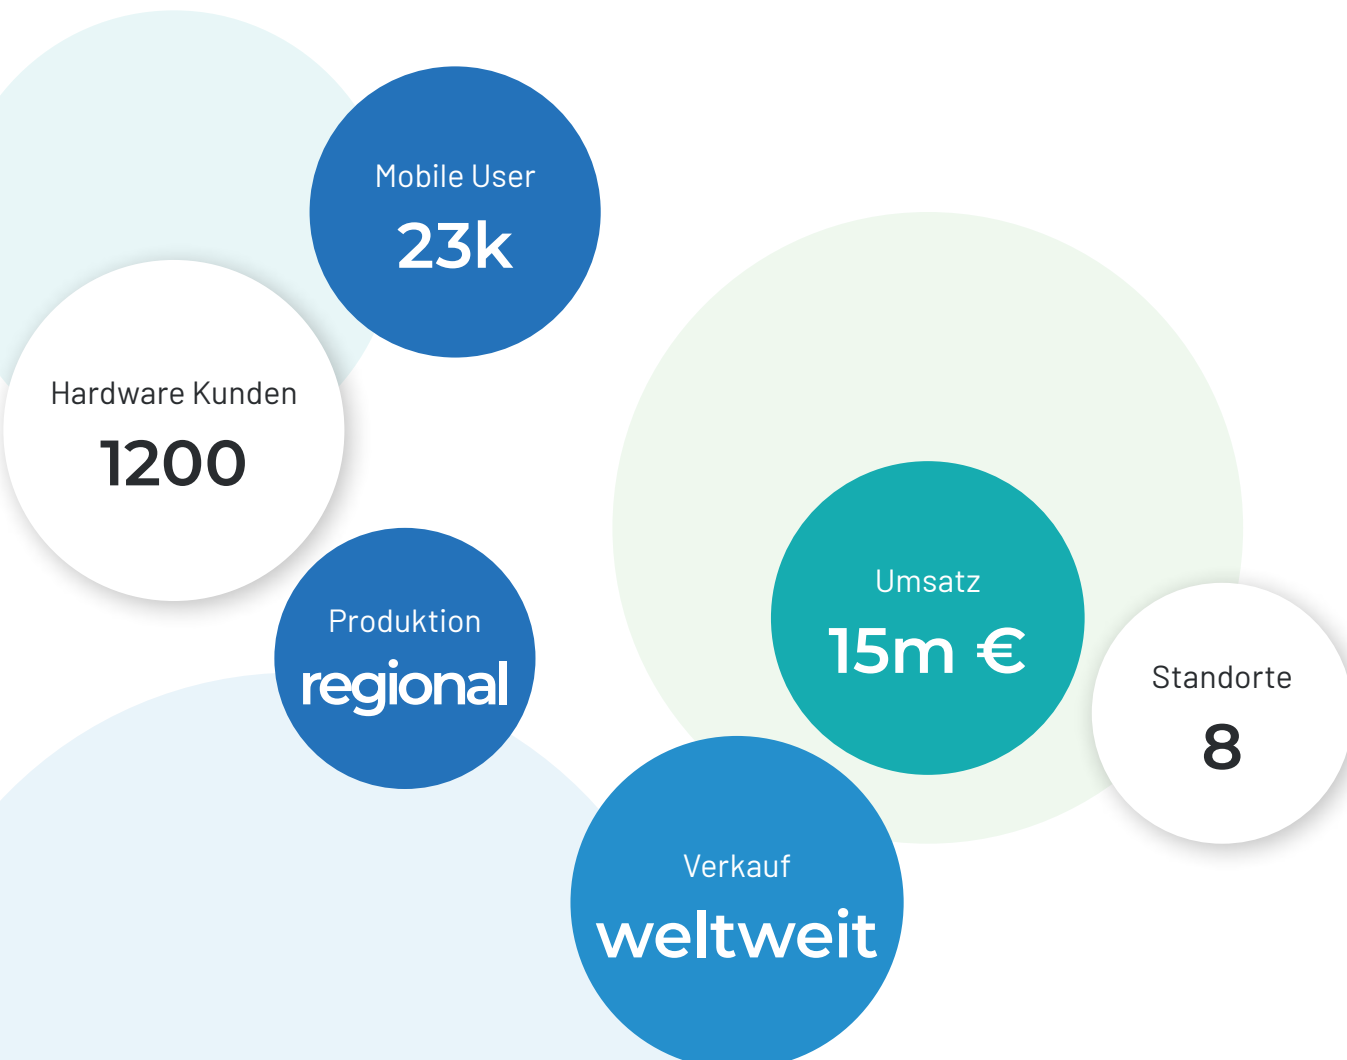 Mobile User
23k
Hardware Kunden
1200
Produktion
regional
Umsatz
15m €
Standorte
8
Verkauf
weltweit